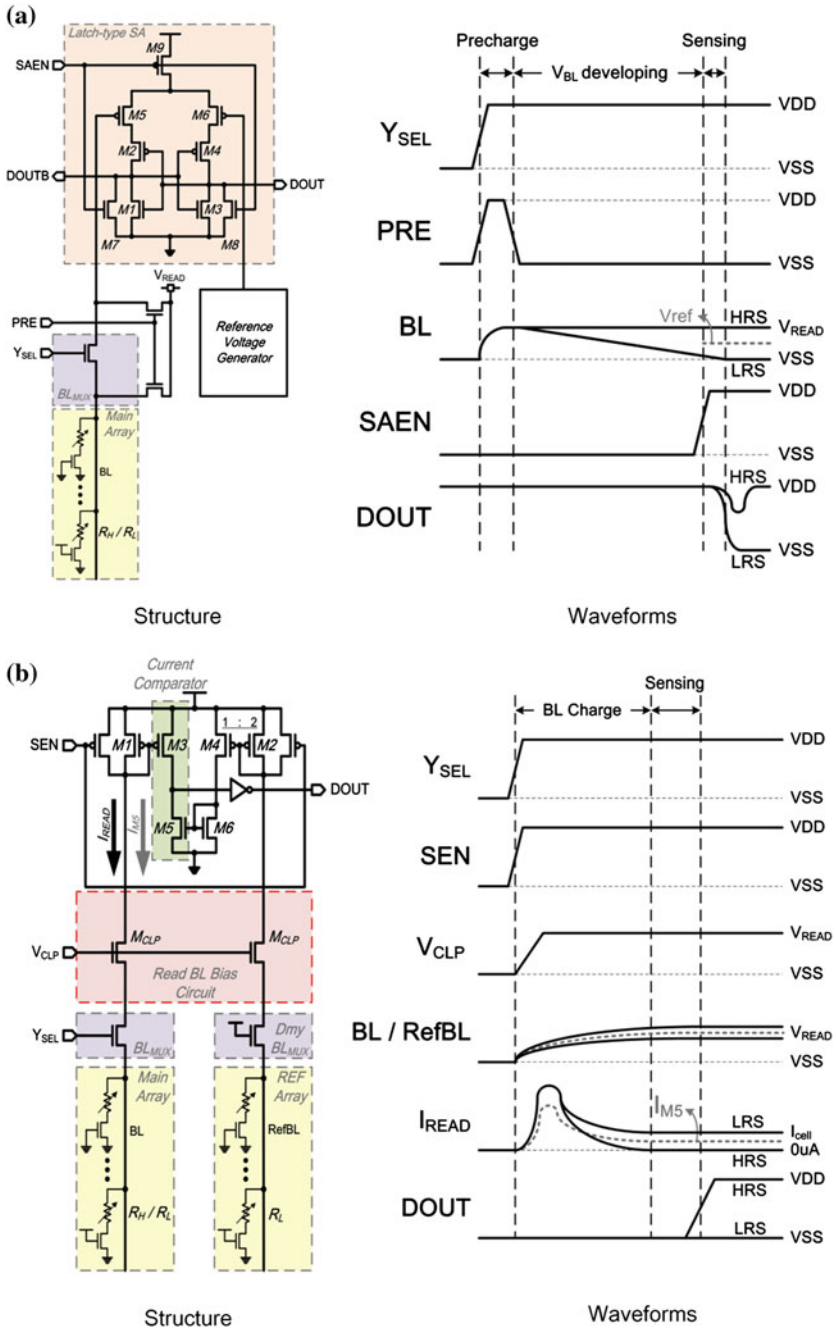 (a)
Latch-type SA
M9
SAEN
M5
M6
M2
M4
DOUTB
DOUT
M1
M3
M7
M8
VREAD
PRE
Reference
Voltage
Generator
YSEL
BLMUX
Main
Array
BL
RH / RL
Structure
Precharge
Sensing
VBL developing
YSEL
VDD
VSS
PRE
VDD
VSS
BL
Vref
HRS
VREAD
VSS
LRS
SAEN
VDD
VSS
DOUT
HRS
VDD
VSS
LRS
Waveforms
(b)
Current
Comparator
1 : 2
SEN
M1
M3
M4
M2
DOUT
IREAD
IM5
M5
M6
MCLP
MCLP
VCLP
Read BL Bias
Circuit
YSEL
BLMUX
Dmy
BLMUX
Main
Array
REF
Array
BL
RefBL
RH / RL
RL
Structure
Sensing
BL Charge
YSEL
VDD
VSS
SEN
VDD
VSS
VCLP
VREAD
VSS
BL / RefBL
VREAD
VSS
IREAD
IM5
LRS
Icell
0uA
HRS
DOUT
VDD
HRS
LRS
VSS
Waveforms